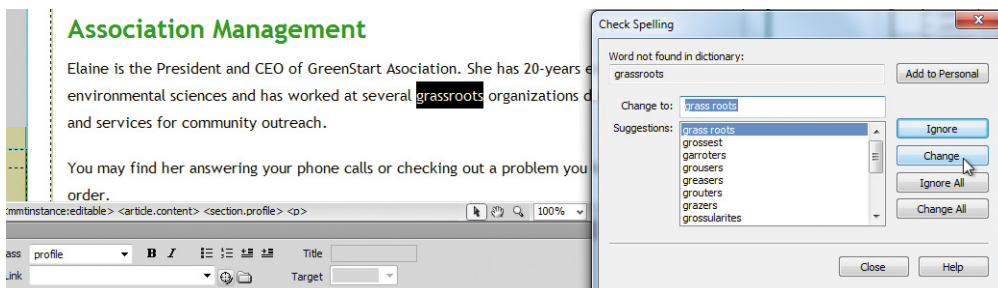 Association Management
Elaine is the President and CEO of GreenStart Asociation. She has 20-years e
environmental sciences and has worked at several grassroots organizations d
and services for community outreach.
You may find her answering your phone calls or checking out a problem you
order.
<mmtinstance:editable> <article.content> <section.profile> <p>
100%
ass profile B I Title
Link Target
Check Spelling
Word not found in dictionary:
grassroots
Add to Personal
Change to: grass roots
Suggestions: grass roots
grossest
garroters
grousers
greasers
grouters
grazers
grossularites
Ignore
Change
Ignore All
Change All
Close
Help